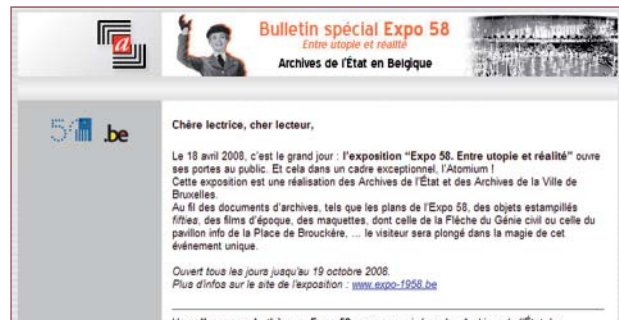 a
Bulletin spécial Expo 58
Entre utopie et réalité
Archives de l'État en Belgique
.be
Chère lectrice, cher lecteur,
Le 18 avril 2008, c'est le grand jour : l'exposition "Expo 58. Entre utopie et réalité" ouvre
ses portes au public. Et cela dans un cadre exceptionnel, l'Atomium !
Cette exposition est une réalisation des Archives de l'État et des Archives de la Ville de
Bruxelles.
Au fil des documents d'archives, tels que les plans de l'Expo 58, des objets estampillés
fifties, des films d'époque, des maquettes, dont celle de la Flèche du Génie civil ou celle du
pavillon info de la Place de Brouckère, ... le visiteur sera plongé dans la magie de cet
événement unique.
Ouvert tous les jours jusqu'au 19 octobre 2008.
Plus d'infos sur le site de l'exposition : www.expo-1958.be